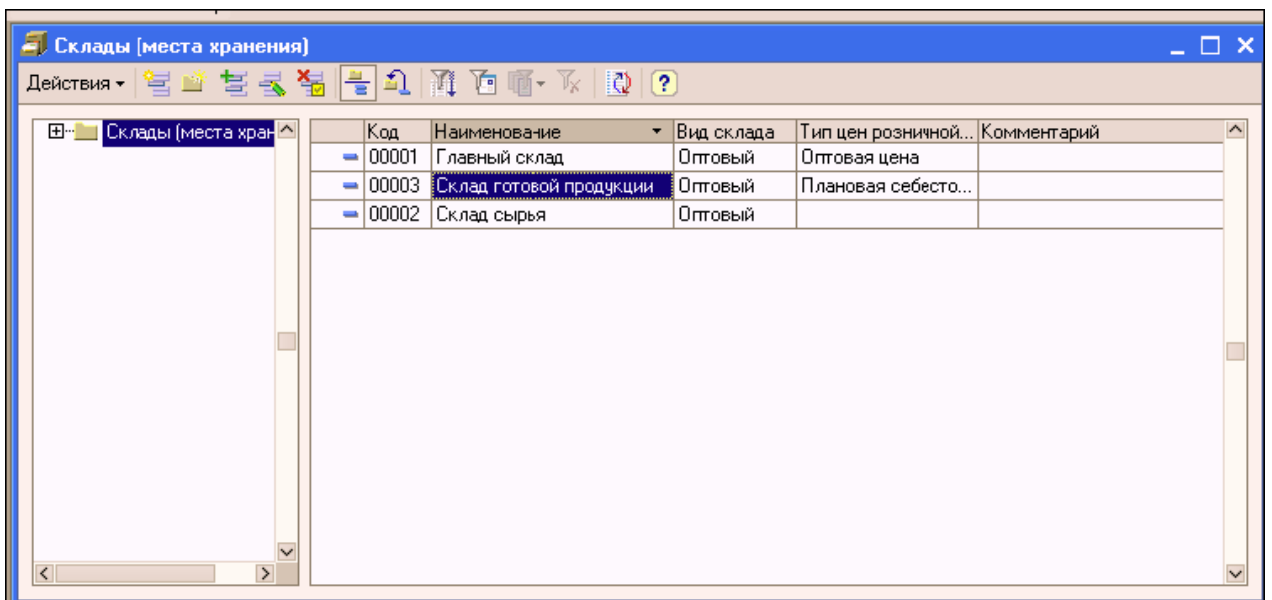 Склады (места хранения)
Действия
Склады (места хран
Код Наименование Вид склада Тип цен розничной... Комментарий
00001 Главный склад Оптовый Оптовая цена
00003 Склад готовой продукции Оптовый Плановая себесто...
00002 Склад сырья Оптовый